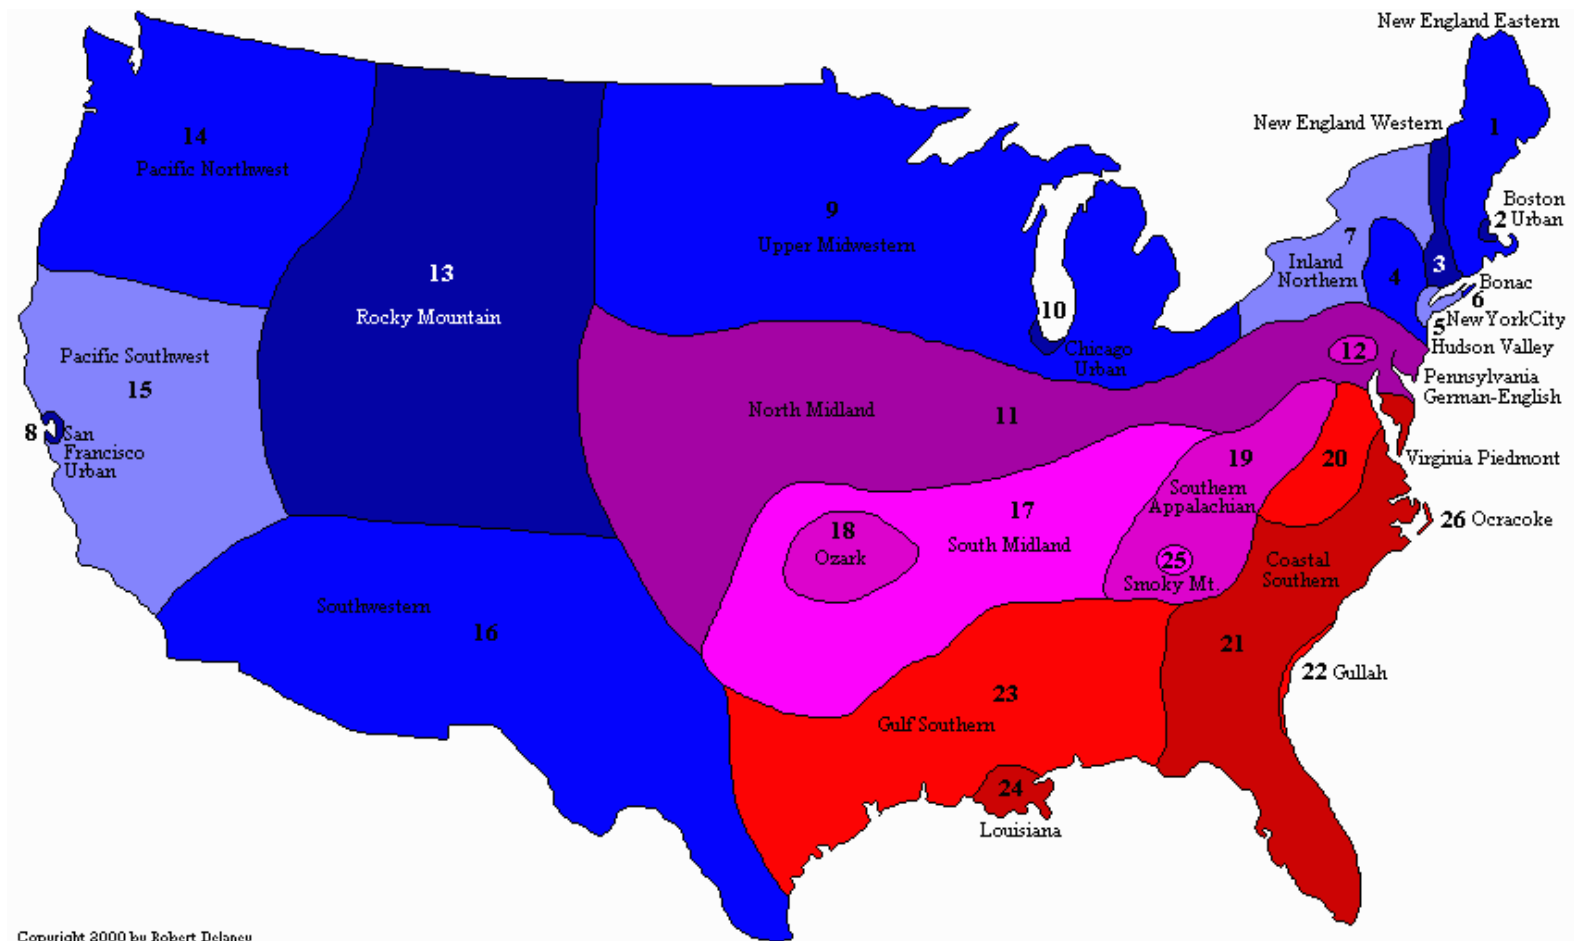 New England Eastern
New England Western
1
14
Pacific Northwest
9
Upper Midwestern
Boston
2 Urban
7
Inland
Northern
4
3
Bonac
6
13
Rocky Mountain
10
5 New York City
Chicago
Urban
Hudson Valley
12
Pacific Southwest
15
Pennsylvania
German-English
North Midland
11
8 San
Francisco
Urban
19
Southern
Appalachian
20
Virginia Piedmont
17
South Midland
18
Ozark
26 Ocracoke
25
Smoky Mt.
Coastal
Southern
Southwestern
16
21
22 Gullah
23
Gulf Southern
24
Louisiana
Copyright 2000 by Robert Delaney